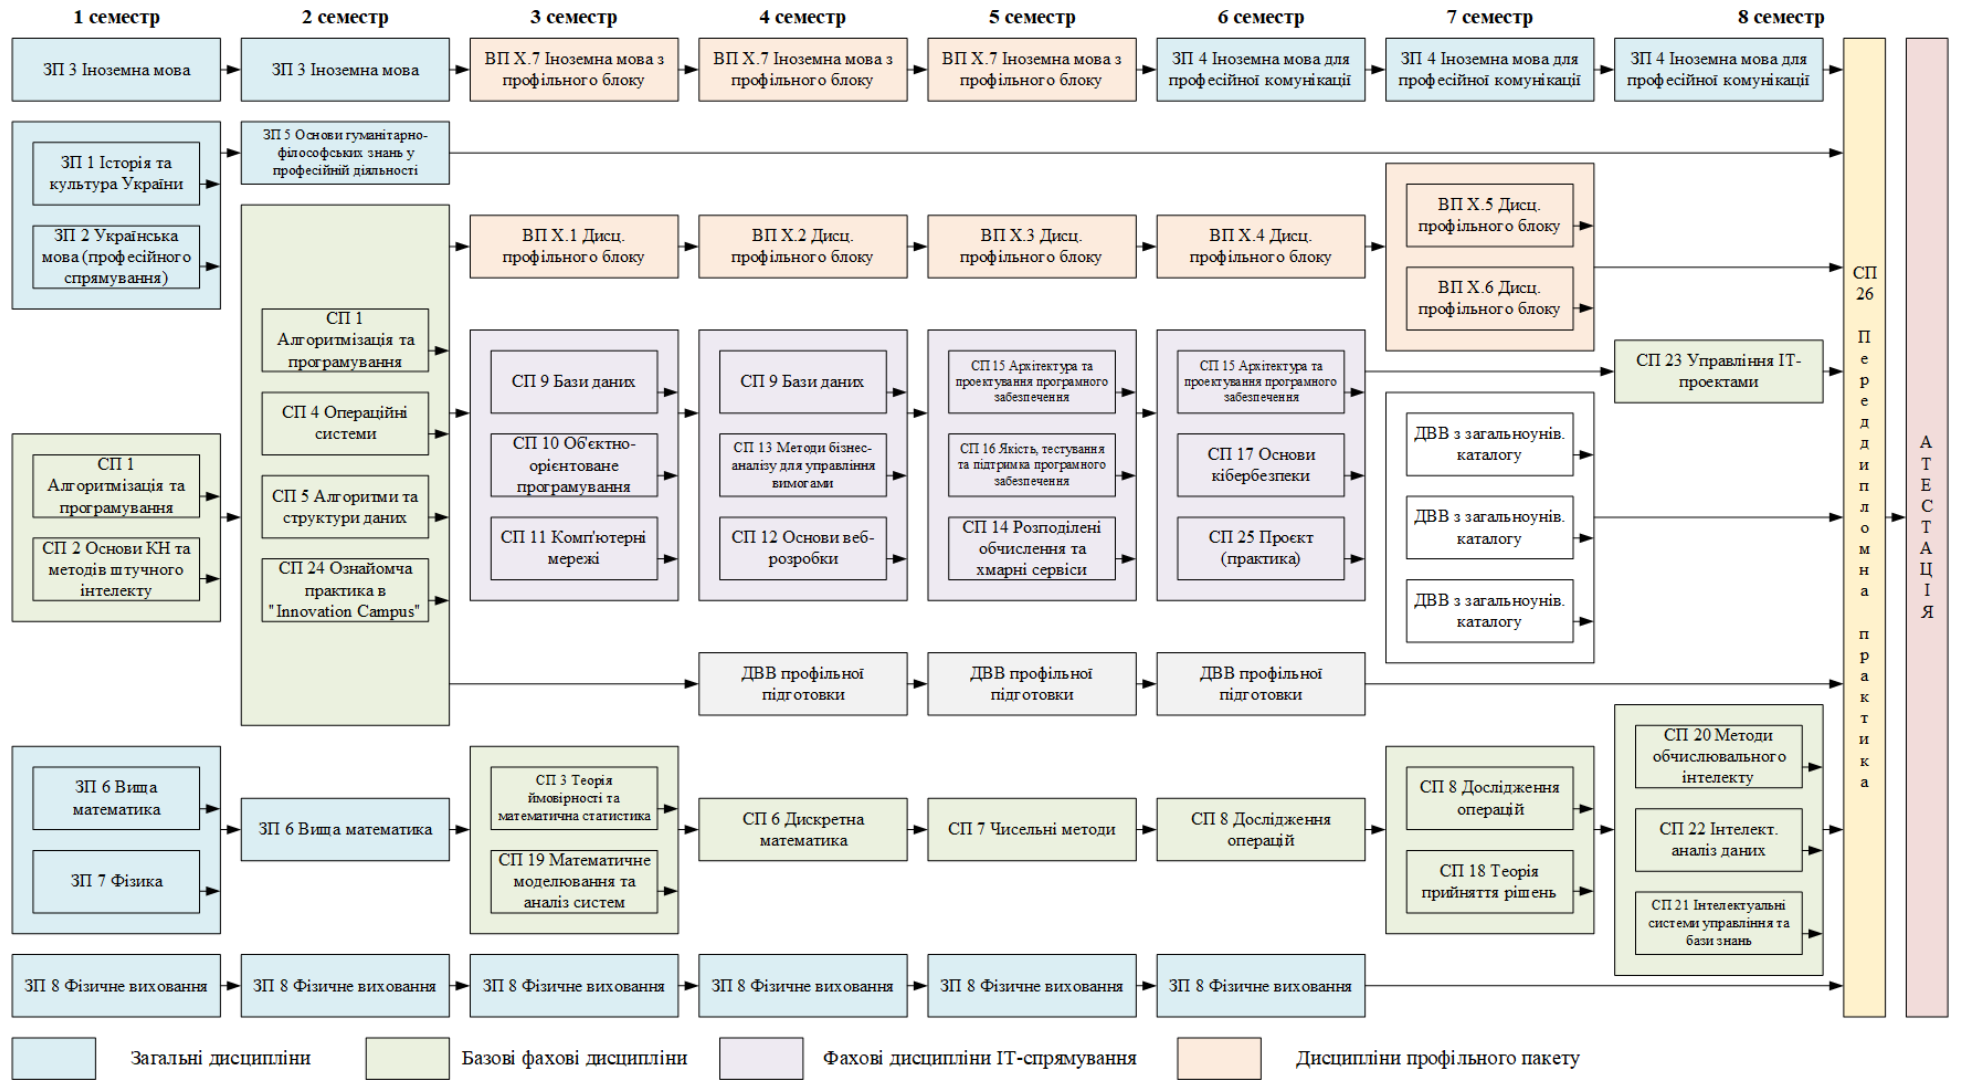 1 семестр
2 семестр
3 семестр
4 семестр
5 семестр
6 семестр
7 семестр
8 семестр
ЗП 3 Іноземна мова
ЗП 3 Іноземна мова
ВП Х.7 Іноземна мова з
профільного блоку
ВП Х.7 Іноземна мова з
профільного блоку
ВП Х.7 Іноземна мова з
профільного блоку
ЗП 4 Іноземна мова для
професійної комунікації
ЗП 4 Іноземна мова для
професійної комунікації
ЗП 4 Іноземна мова для
професійної комунікації
ЗП 1 Історія та
культура України
ЗП 2 Українська
мова (професійного
спрямування)
ЗП 5 Основи гуманітарно-
філософських знань у
професійній діяльності
ВП Х.1 Дисц.
профільного блоку
ВП Х.2 Дисц.
профільного блоку
ВП Х.3 Дисц.
профільного блоку
ВП Х.4 Дисц.
профільного блоку
ВП Х.5 Дисц.
профільного блоку
ВП Х.6 Дисц.
профільного блоку
СП 1
Алгоритмізація та
програмування
СП 2 Основи КН та
методів штучного
інтелекту
СП 1
Алгоритмізація та
програмування
СП 4 Операційні
системи
СП 5 Алгоритми та
структури даних
СП 24 Ознайомча
практика в
"Innovation Campus"
СП 9 Бази даних
СП 10 Об'єктно-
орієнтоване
програмування
СП 11 Комп'ютерні
мережі
СП 9 Бази даних
СП 13 Методи бізнес-
аналізу для управління
вимогами
СП 12 Основи веб-
розробки
СП 15 Архітектура та
проектування програмного
забезпечення
СП 16 Якість, тестування
та підтримка програмного
забезпечення
СП 14 Розподілені
обчислення та
хмарні сервіси
СП 15 Архітектура та
проектування програмного
забезпечення
СП 17 Основи
кібербезпеки
СП 25 Проєкт
(практика)
СП 23 Управління ІТ-
проектами
ДВВ з загальноунів.
каталогу
ДВВ з загальноунів.
каталогу
ДВВ з загальноунів.
каталогу
ДВВ профільної
підготовки
ДВВ профільної
підготовки
ДВВ профільної
підготовки
ЗП 6 Вища
математика
ЗП 7 Фізика
ЗП 6 Вища математика
СП 3 Теорія
ймовірності та
математична статистика
СП 19 Математичне
моделювання та
аналіз систем
СП 6 Дискретна
математика
СП 7 Чисельні методи
СП 8 Дослідження
операцій
СП 8 Дослідження
операцій
СП 18 Теорія
прийняття рішень
СП 20 Методи
обчислювального
інтелекту
СП 22 Інтелект.
аналіз даних
СП 21 Інтелектуальні
системи управління та
бази знань
ЗП 8 Фізичне виховання
ЗП 8 Фізичне виховання
ЗП 8 Фізичне виховання
ЗП 8 Фізичне виховання
ЗП 8 Фізичне виховання
ЗП 8 Фізичне виховання
СП
26
Переддипломна
практика
АТЕСТАЦІЯ
Загальні дисципліни
Базові фахові дисципліни
Фахові дисципліни ІТ-спрямування
Дисципліни профільного пакету